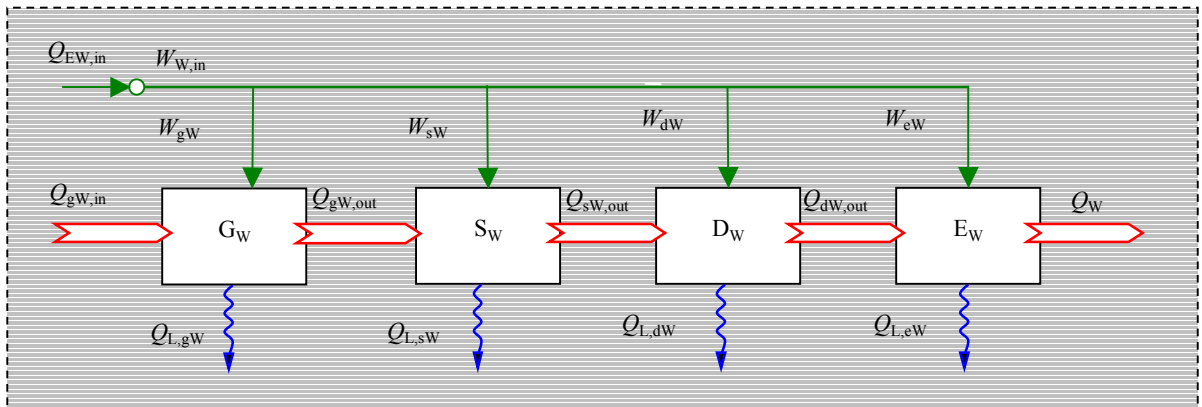 Q_EW,in
W_W,in
W_gW
W_sW
W_dW
W_eW
Q_gW,in
Q_gW,out
Q_sW,out
Q_dW,out
Q_W
G_W
S_W
D_W
E_W
Q_L,gW
Q_L,sW
Q_L,dW
Q_L,eW